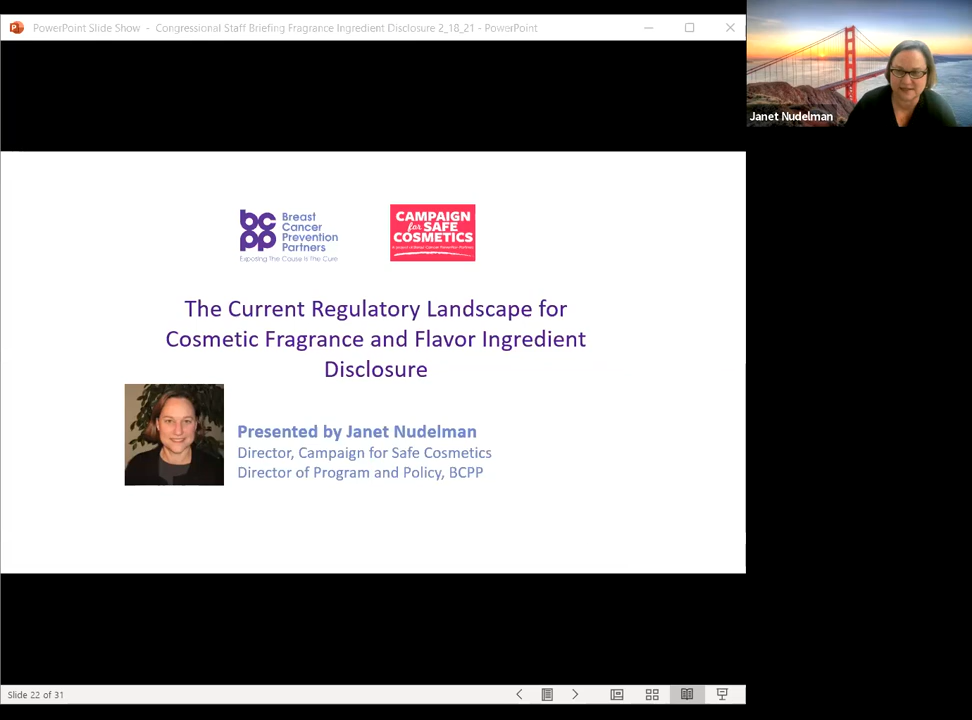 PowerPoint Slide Show - Congressional Staff Briefing Fragrance Ingredient Disclosure 2_18_21 - PowerPoint
Janet Nudelman
bc
pp
Breast
Cancer
Prevention
Partners
Exposing The Cause Is The Cure
CAMPAIGN
for SAFE
COSMETICS
The Current Regulatory Landscape for
Cosmetic Fragrance and Flavor Ingredient
Disclosure
Presented by Janet Nudelman
Director, Campaign for Safe Cosmetics
Director of Program and Policy, BCPP
Slide 22 of 31